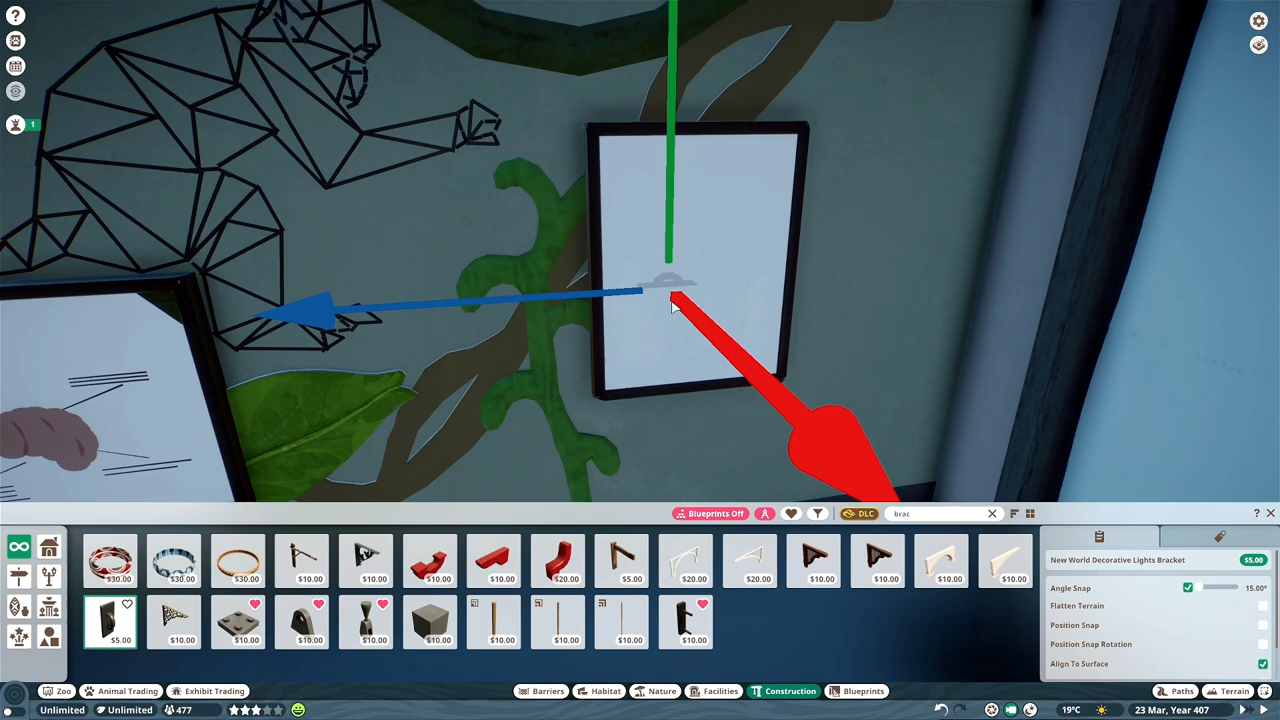 ?
1
Blueprints Off
DLC
brac
?
$30.00 $30.00 $30.00 $10.00 $10.00 $10.00 $10.00 $20.00 $5.00 $20.00 $20.00 $10.00 $10.00 $10.00 $10.00
$5.00 $10.00 $10.00 $10.00 $10.00 $10.00 $10.00 $10.00 $10.00 $10.00
New World Decorative Lights Bracket $5.00
Angle Snap 15.00°
Flatten Terrain
Position Snap
Position Snap Rotation
Align To Surface
Zoo Animal Trading Exhibit Trading Barriers Habitat Nature Facilities Construction Blueprints Paths Terrain
Unlimited Unlimited 477 19°C 23 Mar, Year 407